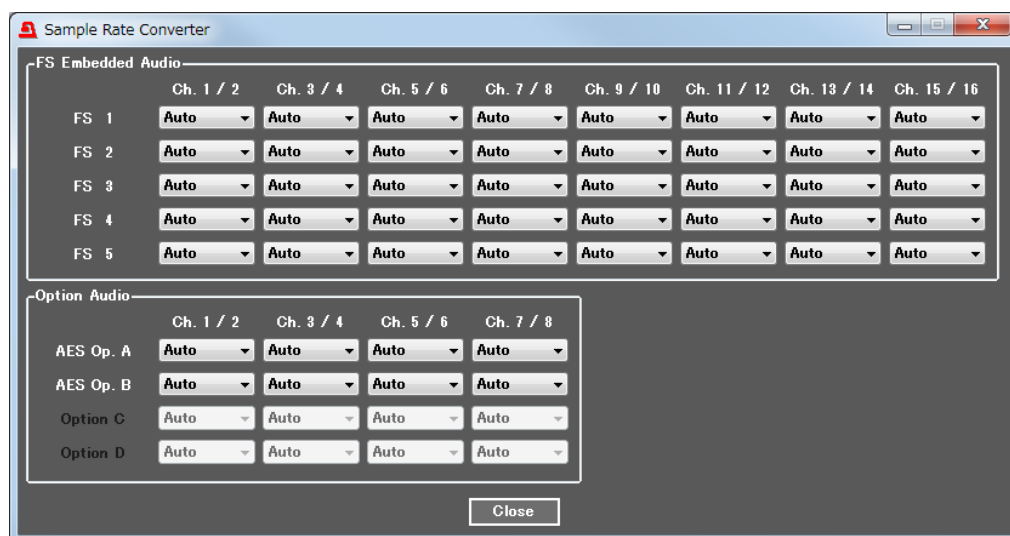 Sample Rate Converter
FS Embedded Audio
Ch. 1 / 2 Ch. 3 / 4 Ch. 5 / 6 Ch. 7 / 8 Ch. 9 / 10 Ch. 11 / 12 Ch. 13 / 14 Ch. 15 / 16
FS 1 Auto Auto Auto Auto Auto Auto Auto Auto
FS 2 Auto Auto Auto Auto Auto Auto Auto Auto
FS 3 Auto Auto Auto Auto Auto Auto Auto Auto
FS 4 Auto Auto Auto Auto Auto Auto Auto Auto
FS 5 Auto Auto Auto Auto Auto Auto Auto Auto
Option Audio
Ch. 1 / 2 Ch. 3 / 4 Ch. 5 / 6 Ch. 7 / 8
AES Op. A Auto Auto Auto Auto
AES Op. B Auto Auto Auto Auto
Option C Auto Auto Auto Auto
Option D Auto Auto Auto Auto
Close